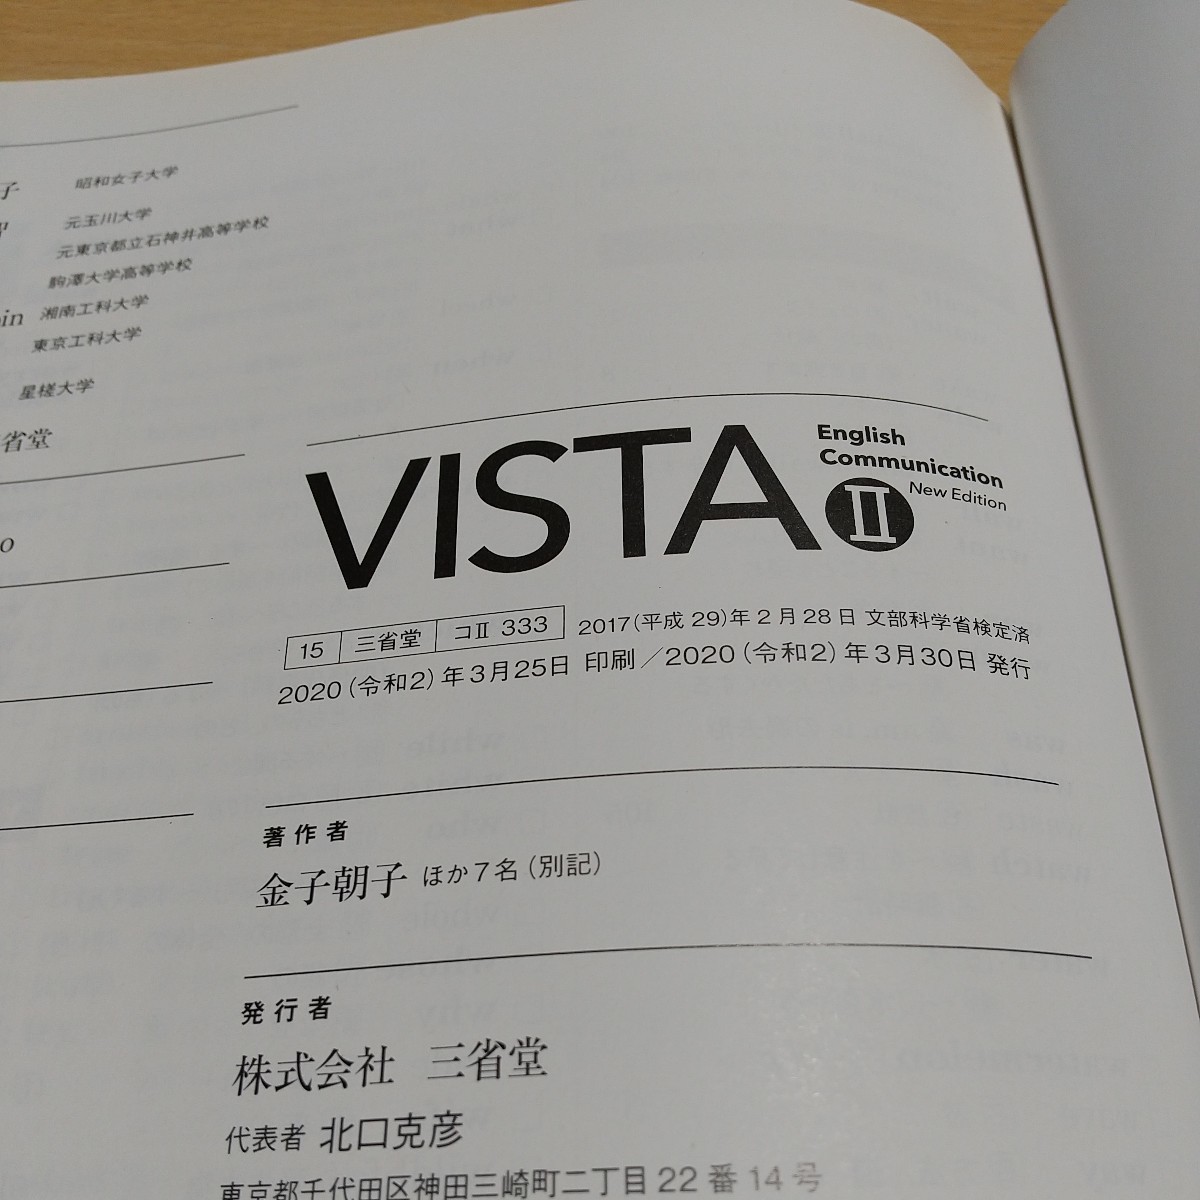 子 昭和女子大学
元玉川大学
元東京都立石神井高等学校
駒澤大学高等学校
in 湘南工科大学
東京工科大学
星槎大学
省堂
o
VISTA
English
Communication
II New Edition
15 三省堂 コⅡ 333 2017(平成29)年2月28日 文部科学省検定済
2020(令和2)年3月25日 印刷／2020(令和2)年3月30日 発行
著作者
金子朝子 ほか7名(別記)
発行者
株式会社 三省堂
代表者 北口克彦
東京都千代田区神田三崎町二丁目22番14号